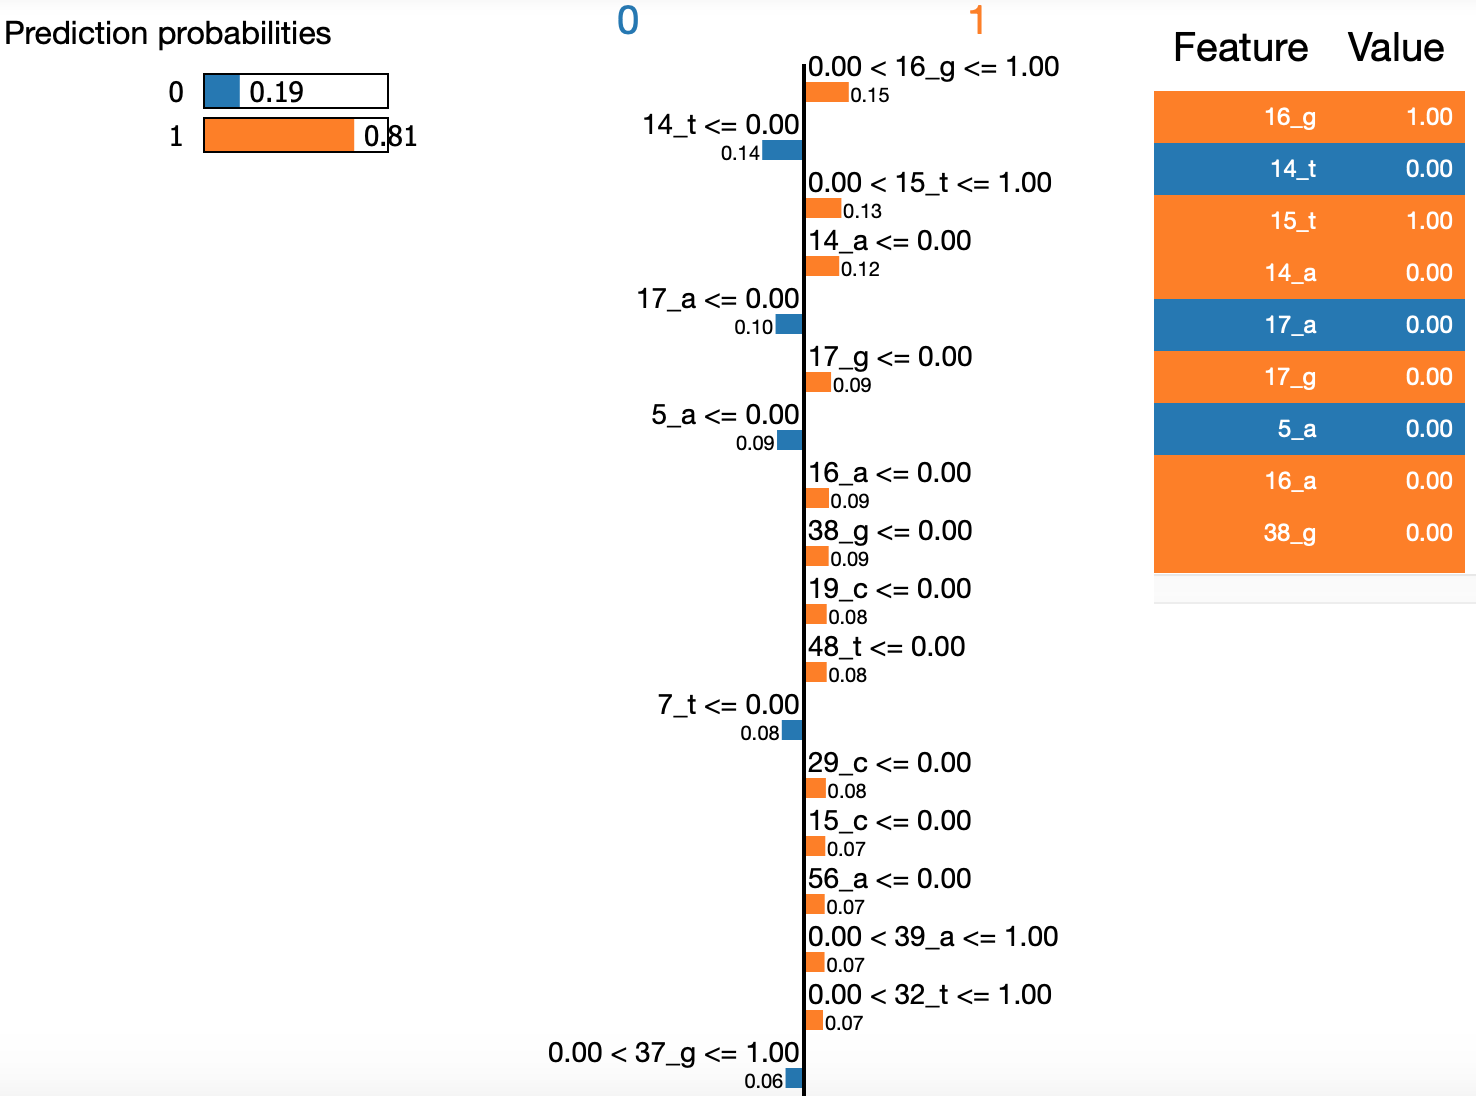 Prediction probabilities
0 0.19
1 0.81
0 1
0.00 < 16_g <= 1.00
0.15
14_t <= 0.00
0.14
0.00 < 15_t <= 1.00
0.13
14_a <= 0.00
0.12
17_a <= 0.00
0.10
17_g <= 0.00
0.09
5_a <= 0.00
0.09
16_a <= 0.00
0.09
38_g <= 0.00
0.09
19_c <= 0.00
0.08
48_t <= 0.00
0.08
7_t <= 0.00
0.08
29_c <= 0.00
0.08
15_c <= 0.00
0.07
56_a <= 0.00
0.07
0.00 < 39_a <= 1.00
0.07
0.00 < 32_t <= 1.00
0.07
0.00 < 37_g <= 1.00
0.06
Feature Value
16_g 1.00
14_t 0.00
15_t 1.00
14_a 0.00
17_a 0.00
17_g 0.00
5_a 0.00
16_a 0.00
38_g 0.00